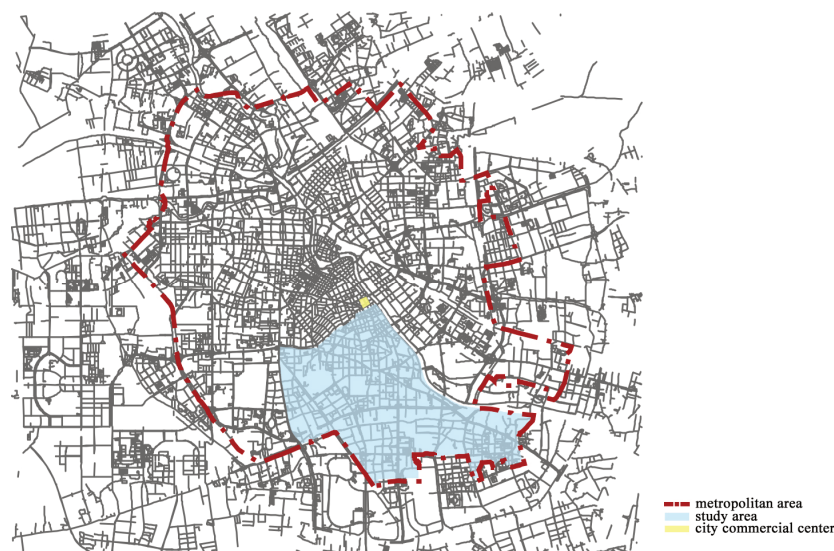 metropolitan area
study area
city commercial center